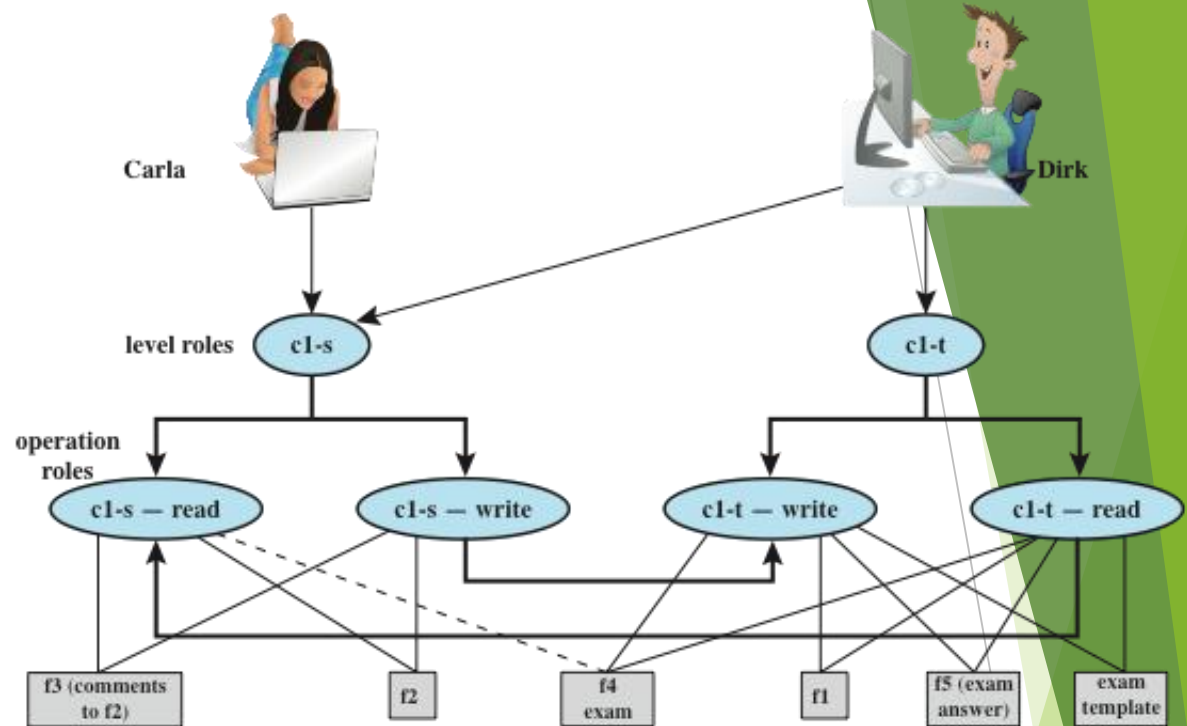 Carla
Dirk
level roles
c1-s
c1-t
operation
roles
c1-s — read
c1-s — write
c1-t — write
c1-t — read
f3 (comments
to f2)
f2
f4
exam
f1
f5 (exam
answer)
exam
template